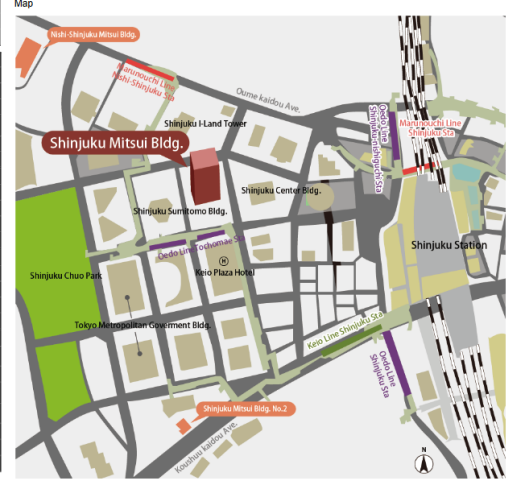 Map
Nishi-Shinjuku Mitsui Bldg.
Marunouchi Line
Nishi-Shinjuku Sta
Oume kaidou Ave.
Shinjuku I-Land Tower
Oedo Line
Shinjuku-nishiguchi Sta
Marunouchi Line
Shinjuku Sta
Shinjuku Mitsui Bldg.
Shinjuku Center Bldg.
Shinjuku Sumitomo Bldg.
Oedo Line Tochomae Sta
Shinjuku Station
H
Shinjuku Chuo Park
Keio Plaza Hotel
Tokyo Metropolitan Goverment Bldg.
Keio Line Shinjuku Sta
Oedo Line
Shinjuku Sta
Shinjuku Mitsui Bldg. No.2
Koushuu kaidou Ave.
N